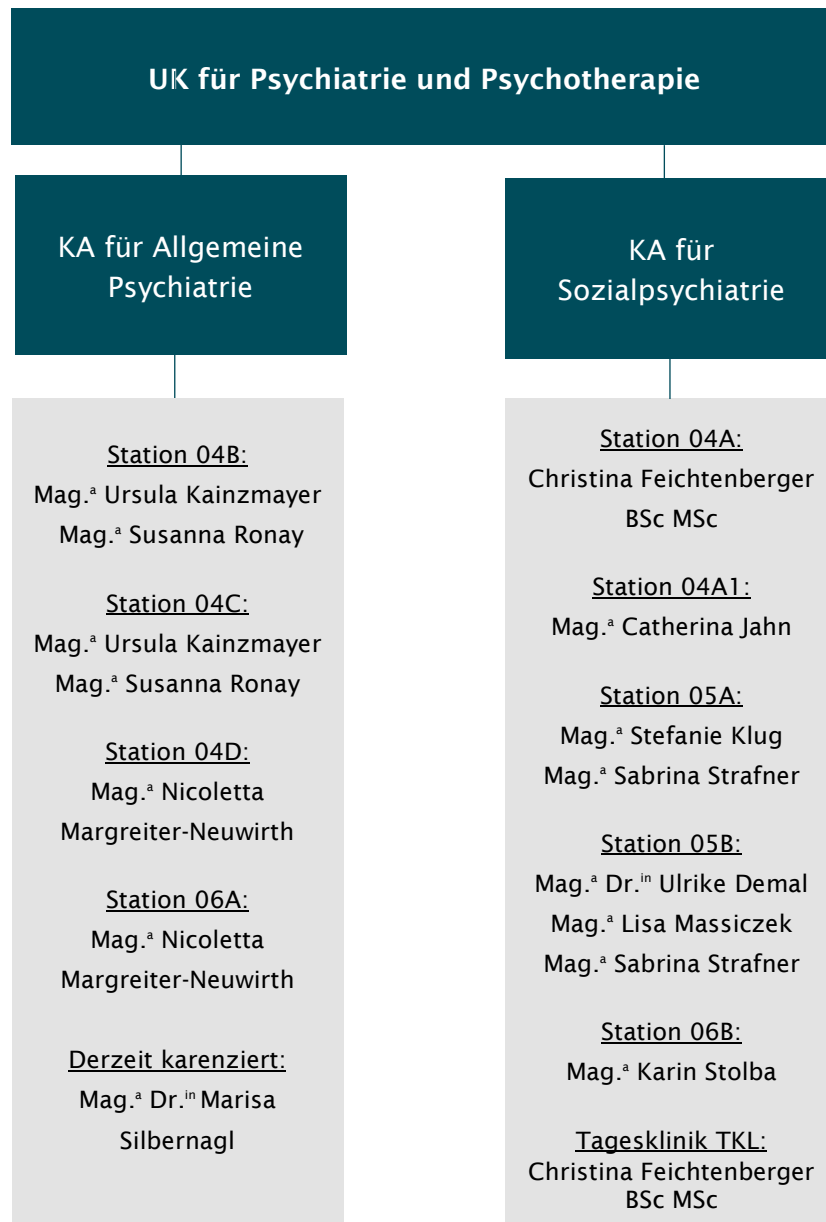 UK für Psychiatrie und Psychotherapie
KA für Allgemeine
Psychiatrie
Station 04B:
Mag.ᵃ Ursula Kainzmayer
Mag.ᵃ Susanna Ronay
Station 04C:
Mag.ᵃ Ursula Kainzmayer
Mag.ᵃ Susanna Ronay
Station 04D:
Mag.ᵃ Nicoletta
Margreiter-Neuwirth
Station 06A:
Mag.ᵃ Nicoletta
Margreiter-Neuwirth
Derzeit karenziert:
Mag.ᵃ Dr.ⁱⁿ Marisa
Silbernagl
KA für
Sozialpsychiatrie
Station 04A:
Christina Feichtenberger
BSc MSc
Station 04A1:
Mag.ᵃ Catherina Jahn
Station 05A:
Mag.ᵃ Stefanie Klug
Mag.ᵃ Sabrina Strafner
Station 05B:
Mag.ᵃ Dr.ⁱⁿ Ulrike Demal
Mag.ᵃ Lisa Massiczek
Mag.ᵃ Sabrina Strafner
Station 06B:
Mag.ᵃ Karin Stolba
Tagesklinik TKL:
Christina Feichtenberger
BSc MSc